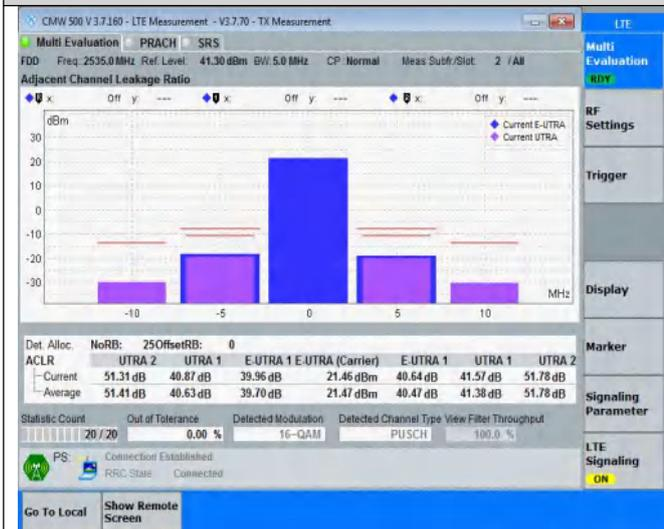 CMW 500 V 3.7.160 - LTE Measurement - V3.7.70 - TX Measurement
LTE
Multi Evaluation PRACH SRS
Multi Evaluation
RDY
FDD Freq.:2535.0 MHz Ref. Level: 41.30 dBm BW: 5.0 MHz CP: Normal Meas Subfr./Slot: 2 / All
Adjacent Channel Leakage Ratio
x: Off y: --- x: Off y: --- x: Off y: ---
RF Settings
dBm
Current E-UTRA
Current UTRA
30
20
10
0
-10
-20
-30
MHz
-10 -5 0 5 10
Trigger
Display
Marker
Det. Alloc. NoRB: 25OffsetRB: 0
ACLR UTRA 2 UTRA 1 E-UTRA 1 E-UTRA (Carrier) E-UTRA 1 UTRA 1 UTRA 2
Current 51.31 dB 40.87 dB 39.96 dB 21.46 dBm 40.64 dB 41.57 dB 51.78 dB
Average 51.41 dB 40.63 dB 39.70 dB 21.47 dBm 40.47 dB 41.38 dB 51.78 dB
Signaling Parameter
Statistic Count Out of Tolerance Detected Modulation Detected Channel Type View Filter Throughput
20 / 20 0.00 % 16-QAM PUSCH 100.0 %
PS: Connection Established
RRC State Connected
LTE Signaling
ON
Go To Local
Show Remote Screen